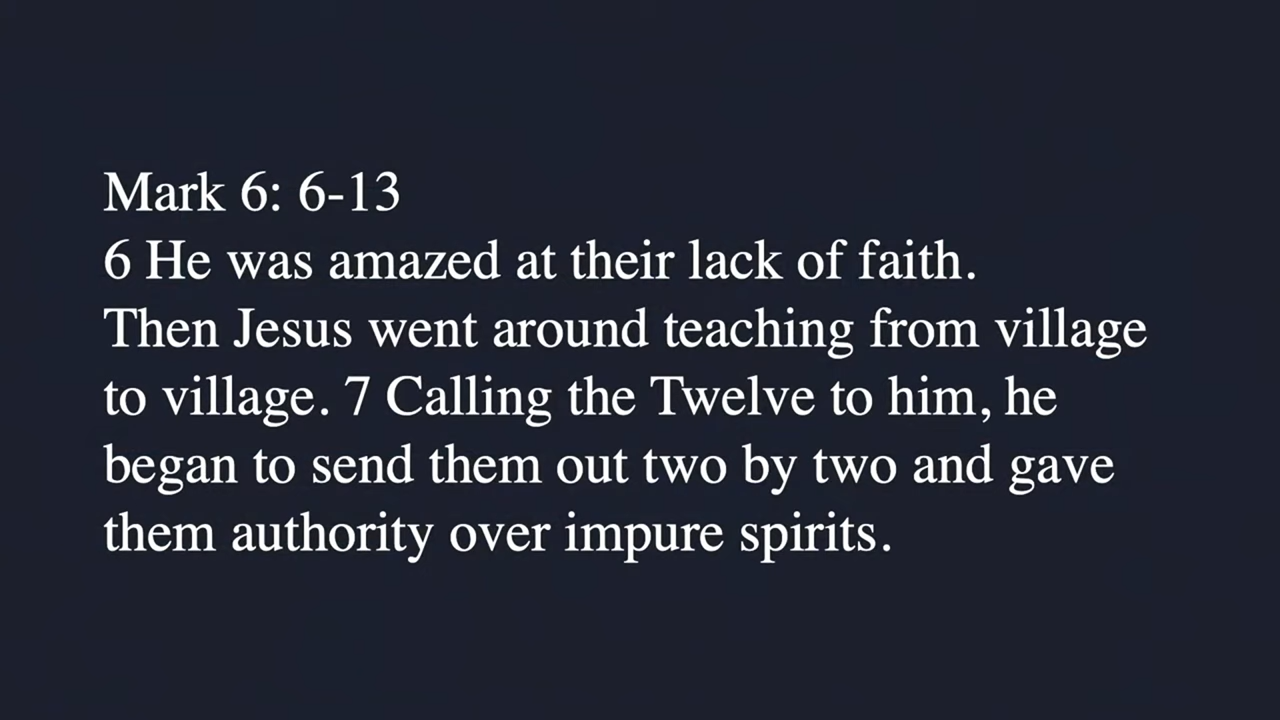 Mark 6: 6-13
6 He was amazed at their lack of faith.
Then Jesus went around teaching from village
to village. 7 Calling the Twelve to him, he
began to send them out two by two and gave
them authority over impure spirits.